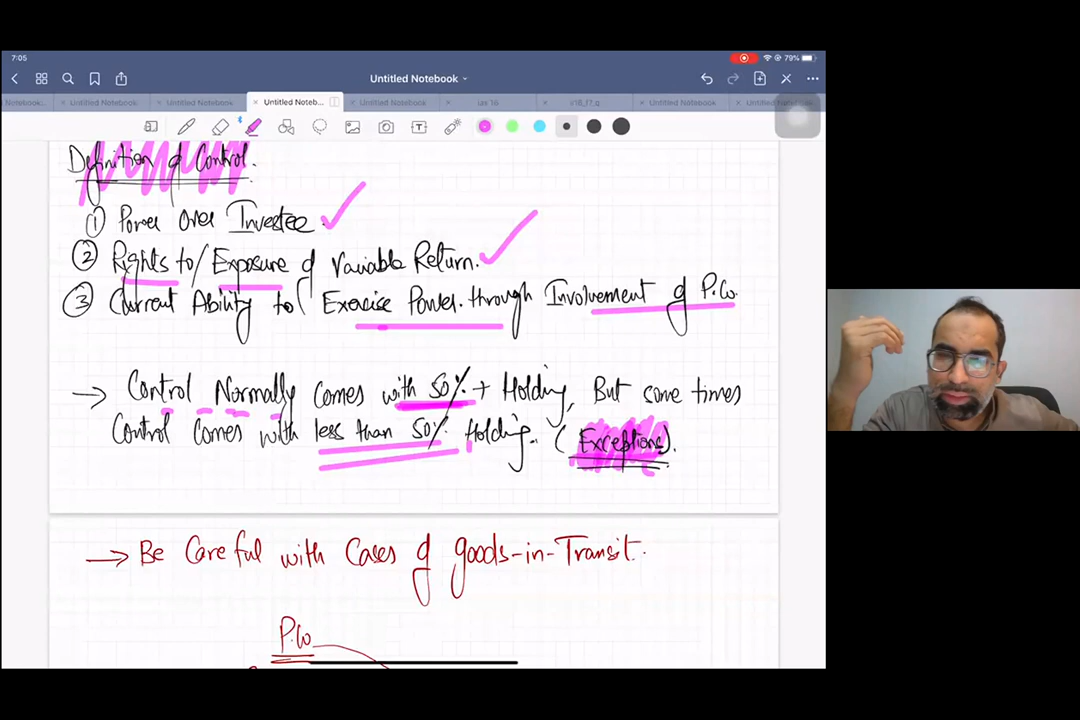 7:05
79%
Untitled Notebook
Notebook...
Untitled Notebook
Untitled Notebook
Untitled Noteb...
Untitled Notebook
ias 16
Untitled Notebook
Untitled
Definition of Control.
① Power over Investee.
② Rights to/Exposure of Variable Return.
③ Current Ability to Exercise Power through Involvement of P.Co.
→ Control Normally comes with 50% + Holding, But some times
Control Comes with less than 50% Holding. (Exceptions).
→ Be Careful with Cases of goods-in-Transit.
P.Co